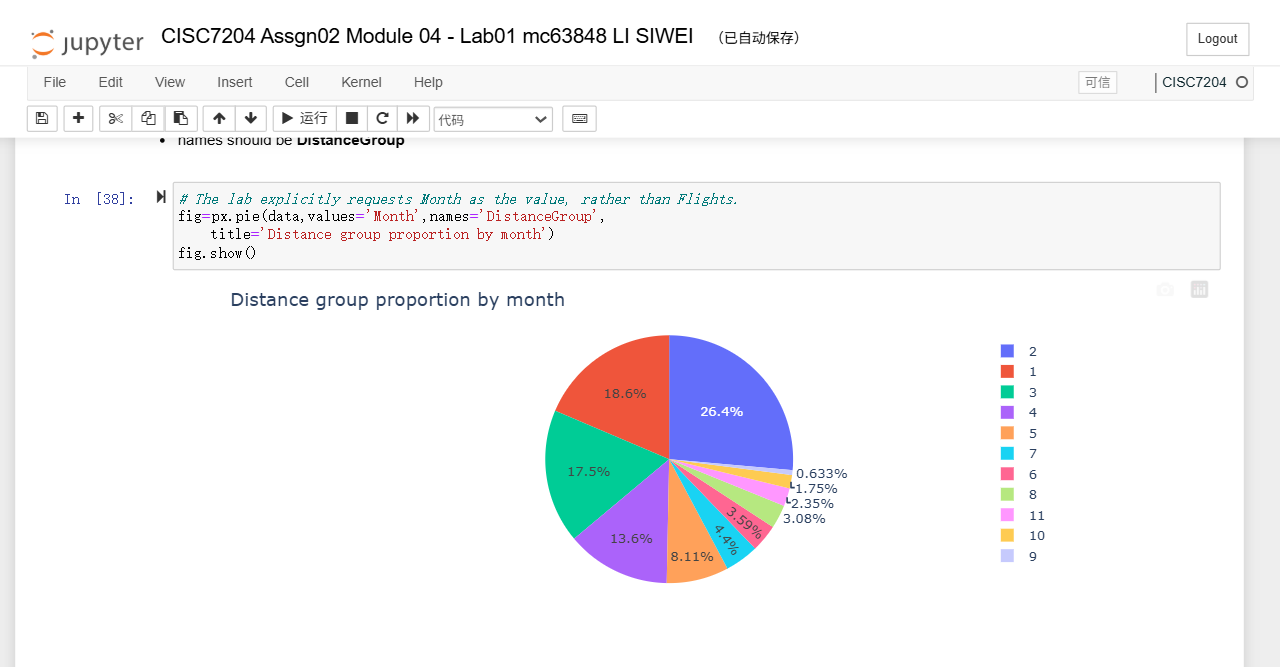 jupyter CISC7204 Assgn02 Module 04 - Lab01 mc63848 LI SIWEI （已自动保存） Logout
File Edit View Insert Cell Kernel Help 可信 CISC7204
运行 代码
names should be DistanceGroup
In [38]: # The lab explicitly requests Month as the value, rather than Flights.
fig=px.pie(data,values='Month',names='DistanceGroup',
title='Distance group proportion by month')
fig.show()
Distance group proportion by month
26.4%
18.6%
17.5%
13.6%
8.11%
4.4%
3.59%
3.08%
2.35%
1.75%
0.633%
2
1
3
4
5
7
6
8
11
10
9